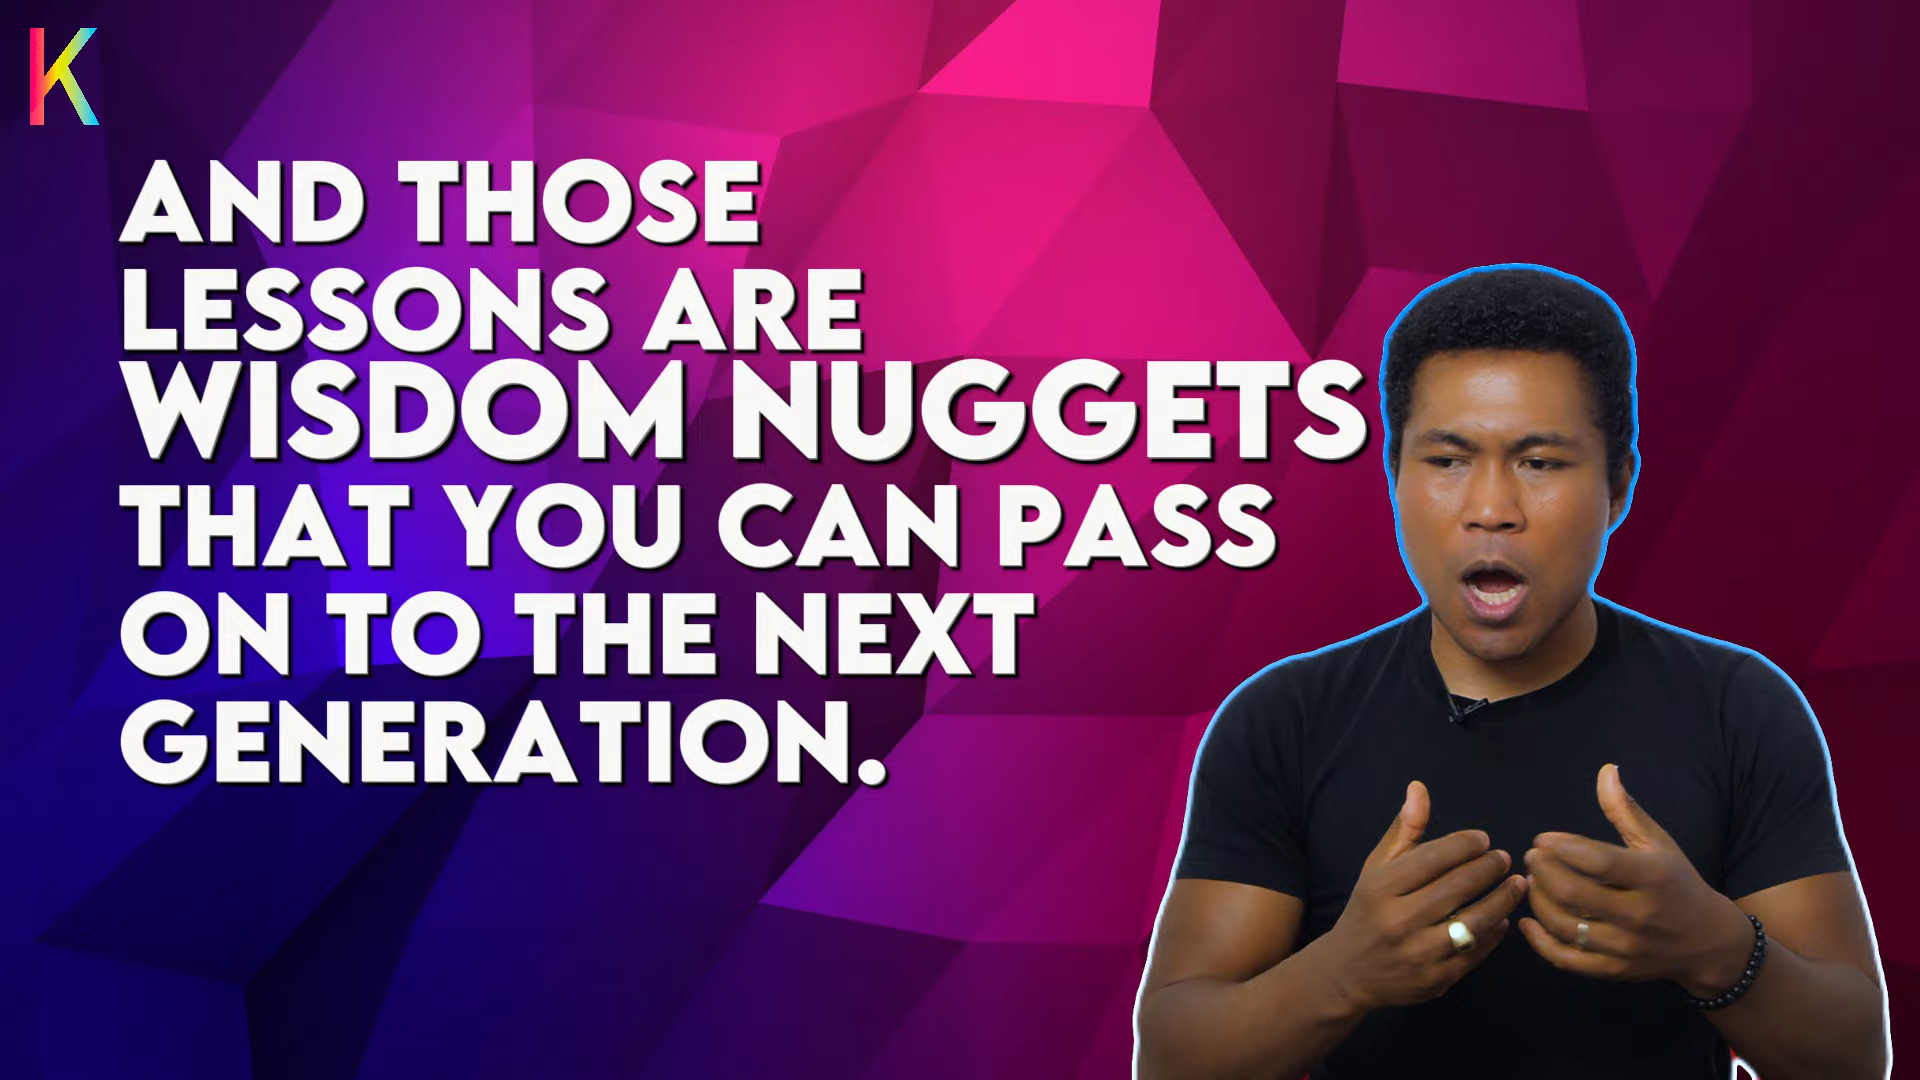 K
AND THOSE
LESSONS ARE
WISDOM NUGGETS
THAT YOU CAN PASS
ON TO THE NEXT
GENERATION.